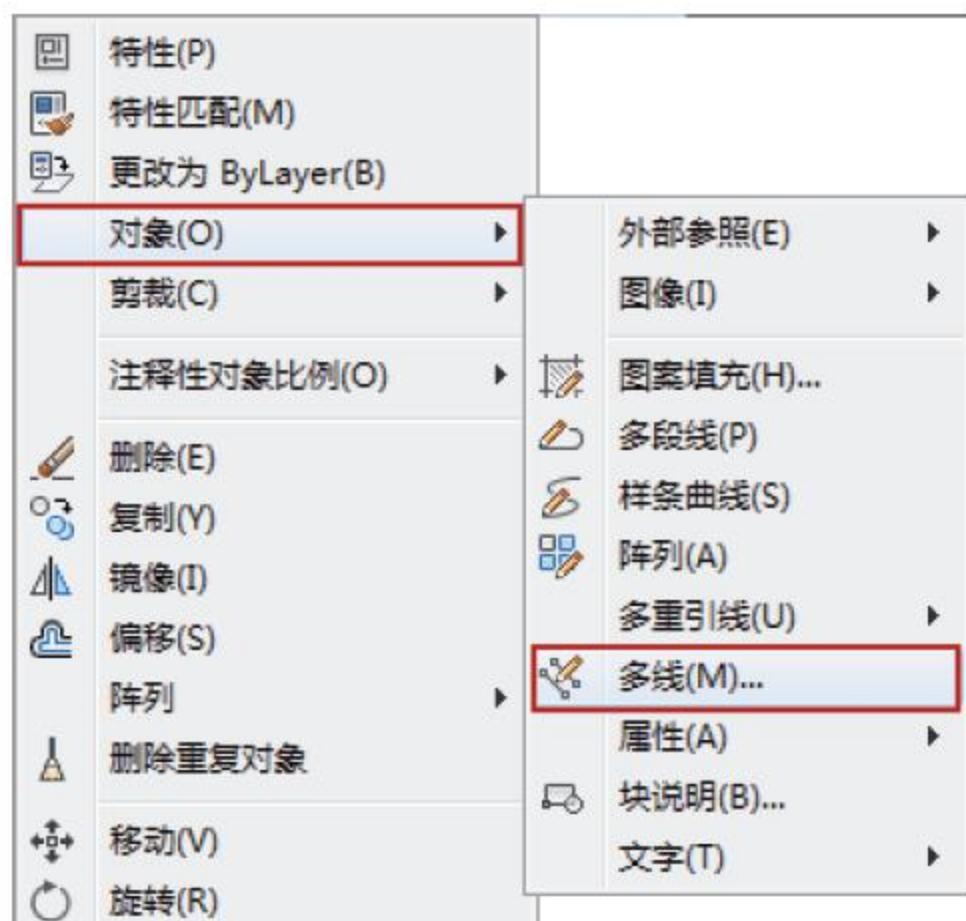 特性(P)
特性匹配(M)
更改为 ByLayer(B)
对象(O)
剪裁(C)
注释性对象比例(O)
删除(E)
复制(Y)
镜像(I)
偏移(S)
阵列
删除重复对象
移动(V)
旋转(R)
外部参照(E)
图像(I)
图案填充(H)...
多段线(P)
样条曲线(S)
阵列(A)
多重引线(U)
多线(M)...
属性(A)
块说明(B)...
文字(T)